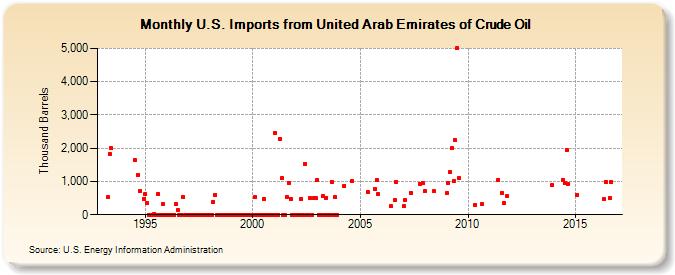 Monthly U.S. Imports from United Arab Emirates of Crude Oil
Thousand Barrels
5,000
4,000
3,000
2,000
1,000
0
1995 2000 2005 2010 2015
Source: U.S. Energy Information Administration